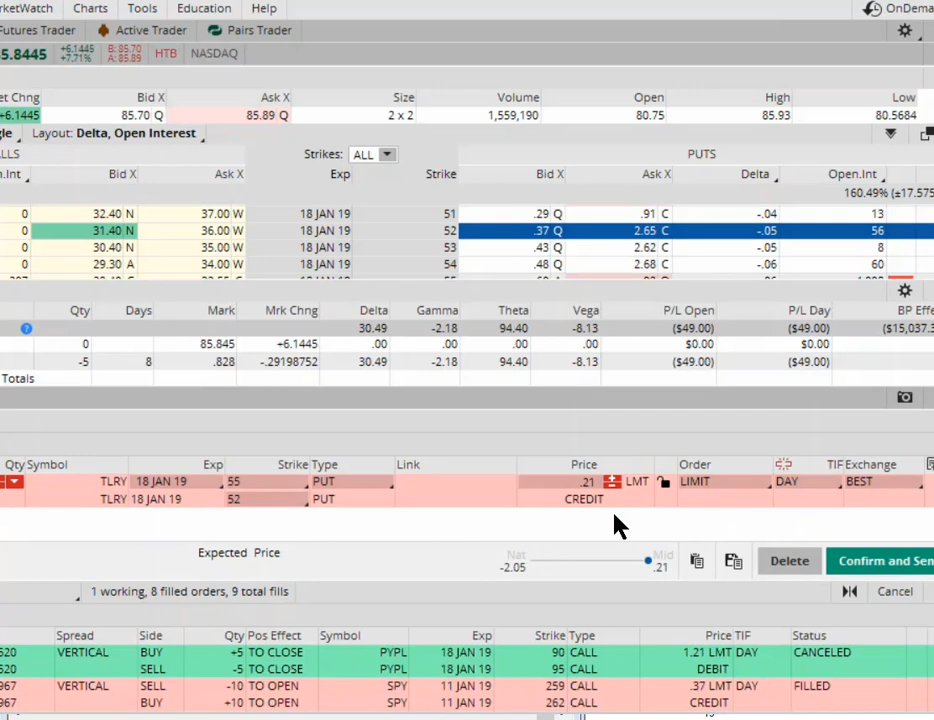 rketWatch Charts Tools Education Help OnDema
Futures Trader Active Trader Pairs Trader
5.8445 +6.1445 +7.71% B: 85.70 A: 85.89 HTB NASDAQ
et Chng Bid X Ask X Size Volume Open High Low
+6.1445 85.70 Q 85.89 Q 2 x 2 1,559,190 80.75 85.93 80.5684
gle Layout: Delta, Open Interest
LLS Strikes: ALL PUTS
n.Int Bid X Ask X Exp Strike Bid X Ask X Delta Open.Int
160.49% (±17.575
0 32.40 N 37.00 W 18 JAN 19 51 .29 Q .91 C -.04 13
0 31.40 N 36.00 W 18 JAN 19 52 .37 Q 2.65 C -.05 56
0 30.40 N 35.00 W 18 JAN 19 53 .43 Q 2.62 C -.05 8
0 29.30 A 34.00 W 18 JAN 19 54 .48 Q 2.68 C -.06 60
Qty Days Mark Mrk Chng Delta Gamma Theta Vega P/L Open P/L Day BP Effe
30.49 -2.18 94.40 -8.13 ($49.00) ($49.00) ($15,037.3
0 85.845 +6.1445 .00 .00 .00 .00 $0.00 $0.00
-5 8 .828 -.29198752 30.49 -2.18 94.40 -8.13 ($49.00) ($49.00)
Totals
Qty Symbol Exp Strike Type Link Price Order TIF Exchange
TLRY 18 JAN 19 55 PUT .21 LMT LIMIT DAY BEST
TLRY 18 JAN 19 52 PUT CREDIT
Expected Price Nat -2.05 Mid .21 Delete Confirm and Sen
1 working, 8 filled orders, 9 total fills Cancel
Spread Side Qty Pos Effect Symbol Exp Strike Type Price TIF Status
520 VERTICAL BUY +5 TO CLOSE PYPL 18 JAN 19 90 CALL 1.21 LMT DAY CANCELED
520 SELL -5 TO CLOSE PYPL 18 JAN 19 95 CALL DEBIT
967 VERTICAL SELL -10 TO OPEN SPY 11 JAN 19 259 CALL .37 LMT DAY FILLED
967 BUY +10 TO OPEN SPY 11 JAN 19 262 CALL CREDIT